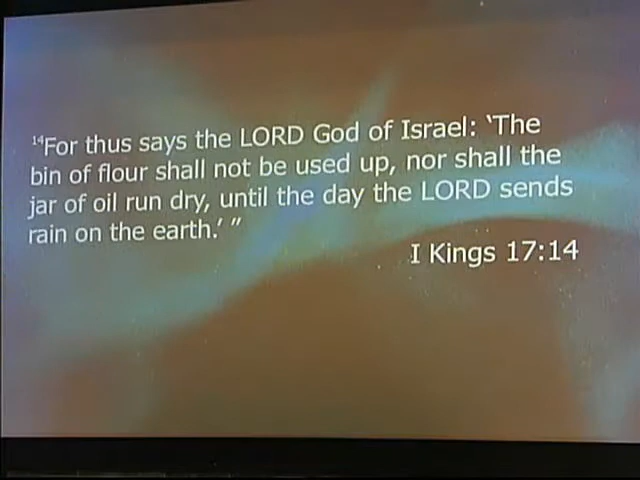 ¹⁴For thus says the LORD God of Israel: ‘The
bin of flour shall not be used up, nor shall the
jar of oil run dry, until the day the LORD sends
rain on the earth.’ ”
I Kings 17:14